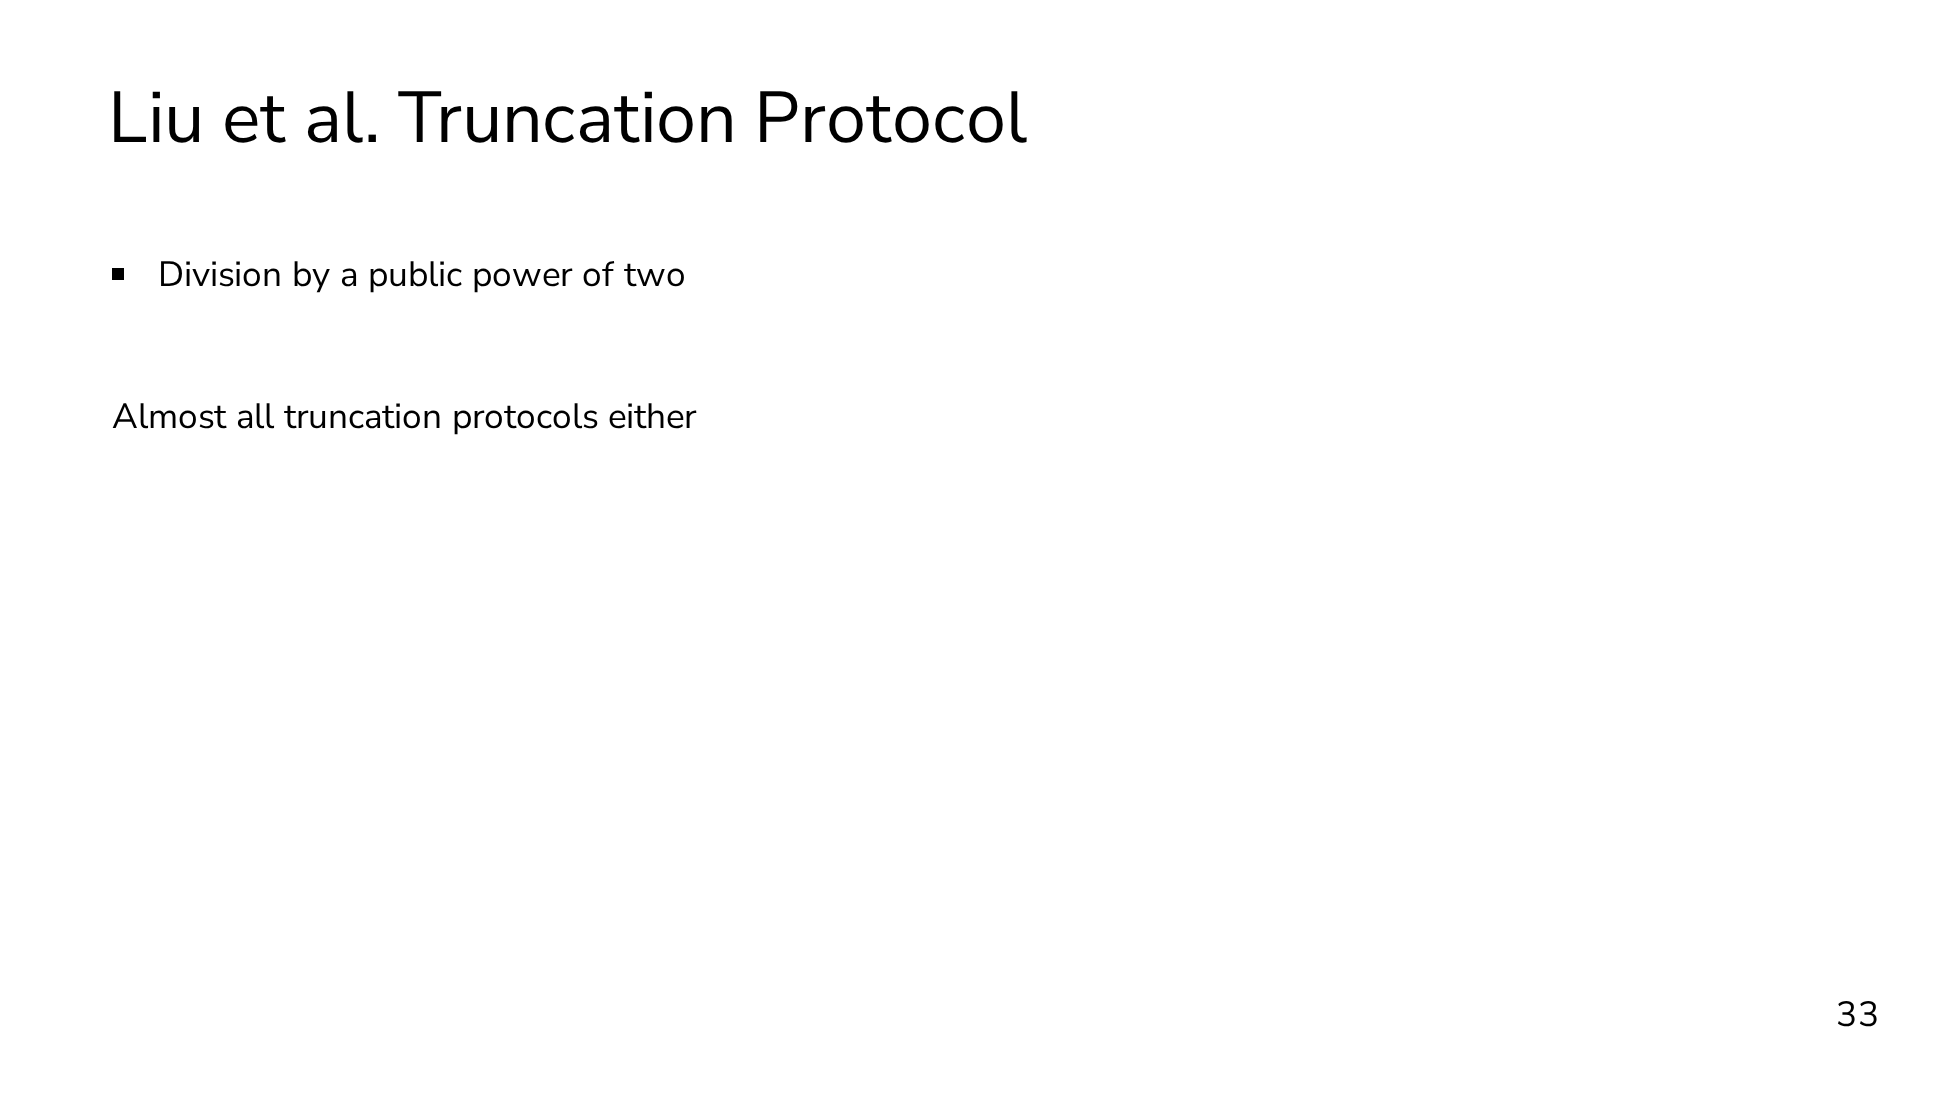 Liu et al. Truncation Protocol
▪ Division by a public power of two
Almost all truncation protocols either
33